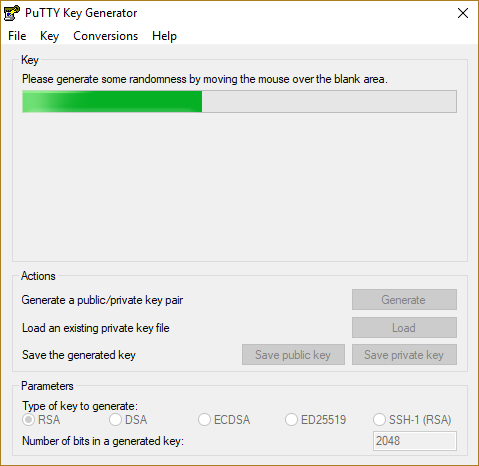 PuTTY Key Generator
File Key Conversions Help
Key
Please generate some randomness by moving the mouse over the blank area.
Actions
Generate a public/private key pair
Generate
Load an existing private key file
Load
Save the generated key
Save public key
Save private key
Parameters
Type of key to generate:
RSA DSA ECDSA ED25519 SSH-1 (RSA)
Number of bits in a generated key:
2048